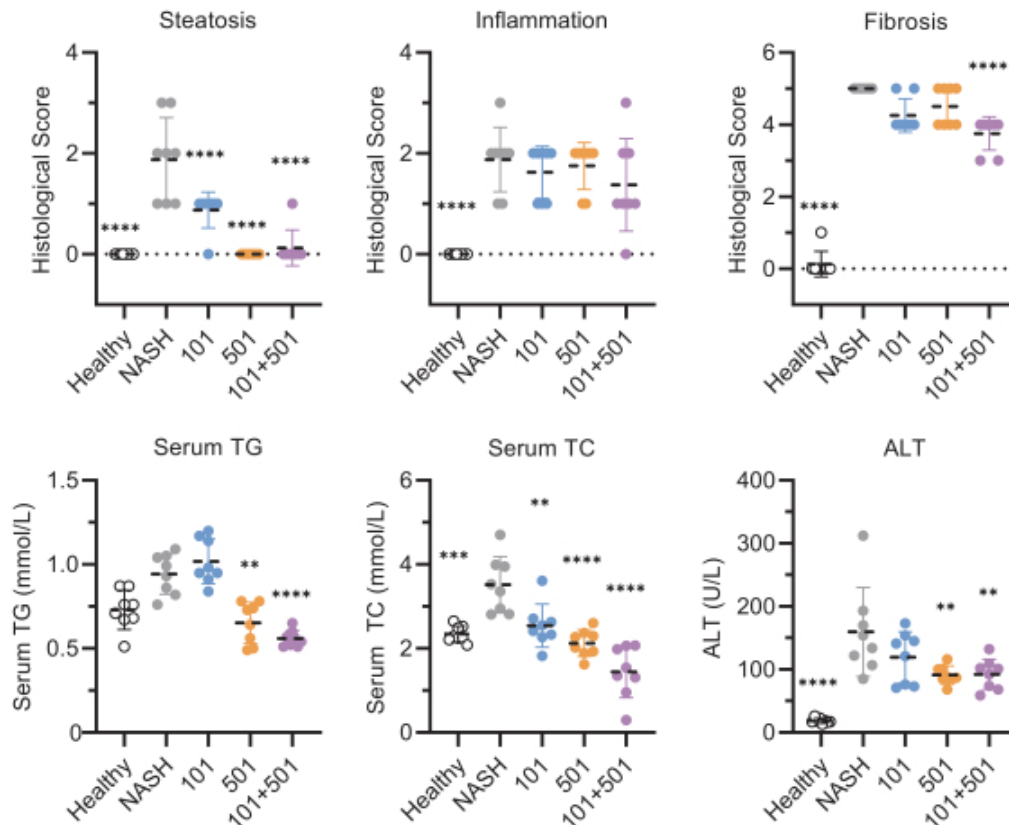 Steatosis
Histological Score
4
2
0
****
****
****
****
Healthy
NASH
101
501
101+501
Inflammation
Histological Score
4
2
0
****
Healthy
NASH
101
501
101+501
Fibrosis
Histological Score
6
4
2
0
****
****
Healthy
NASH
101
501
101+501
Serum TG
Serum TG (mmol/L)
1.5
1.0
0.5
0
**
****
Healthy
NASH
101
501
101+501
Serum TC
Serum TC (mmol/L)
6
4
2
0
***
**
****
****
Healthy
NASH
101
501
101+501
ALT
ALT (U/L)
400
300
200
100
0
****
**
**
Healthy
NASH
101
501
101+501